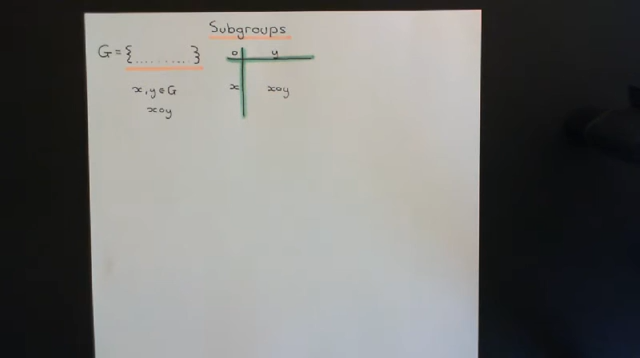 Subgroups
G = {..........}
x, y ∈ G
x∘y
∘ y
x x∘y